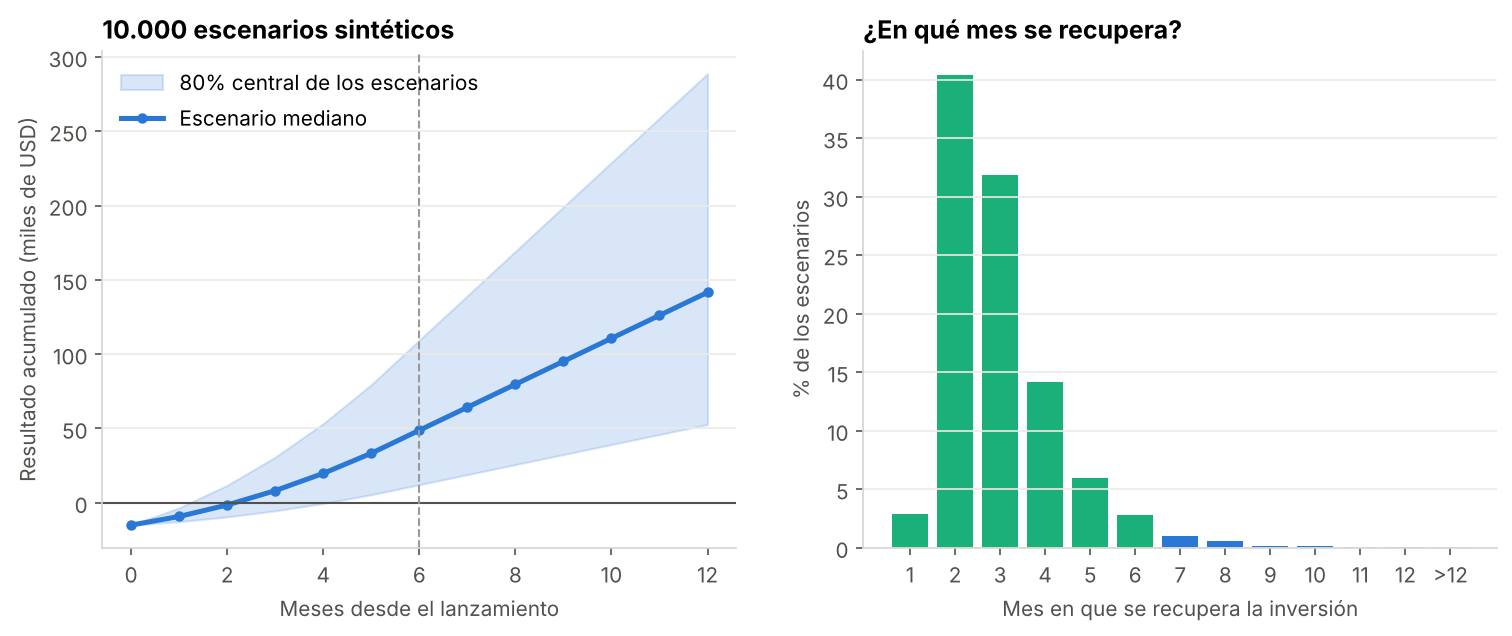 10.000 escenarios sintéticos
80% central de los escenarios
Escenario mediano
Resultado acumulado (miles de USD)
300
250
200
150
100
50
0
0 2 4 6 8 10 12
Meses desde el lanzamiento
¿En qué mes se recupera?
% de los escenarios
40
35
30
25
20
15
10
5
0
1 2 3 4 5 6 7 8 9 10 11 12 >12
Mes en que se recupera la inversión